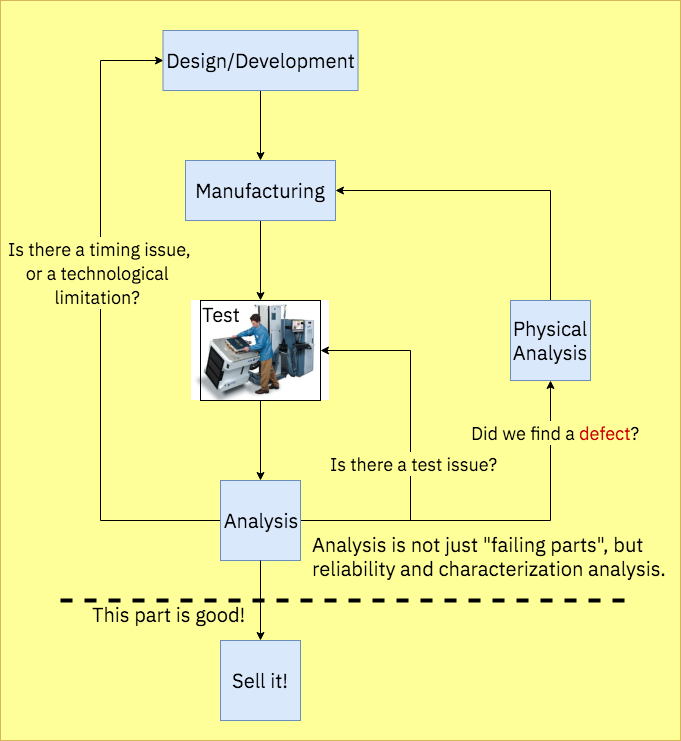 Design/Development
Manufacturing
Is there a timing issue,
or a technological
limitation?
Test
Physical
Analysis
Did we find a defect?
Is there a test issue?
Analysis
Analysis is not just "failing parts", but
reliability and characterization analysis.
This part is good!
Sell it!